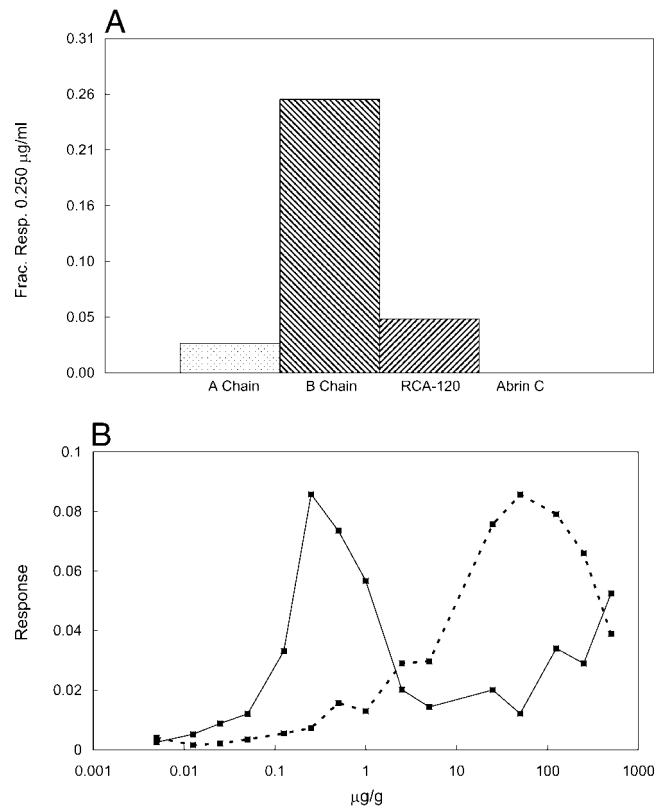 A
0.31
0.26
0.21
0.16
0.10
0.05
0.00
Frac. Resp. 0.250 μg/ml
A Chain B Chain RCA-120 Abrin C
B
0.1
0.08
0.06
0.04
0.02
0
Response
0.001 0.01 0.1 1 10 100 1000
μg/g